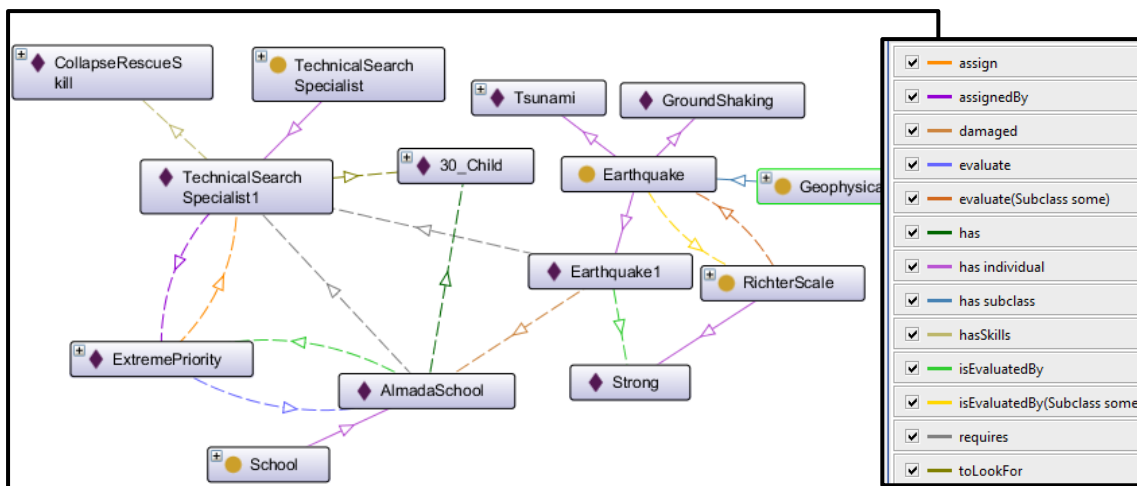 CollapseRescueS
kill
TechnicalSearch
Specialist
Tsunami
GroundShaking
TechnicalSearch
Specialist1
30_Child
Earthquake
Geophysica
Earthquake1
RichterScale
ExtremePriority
AlmadaSchool
Strong
School
assign
assignedBy
damaged
evaluate
evaluate(Subclass some)
has
has individual
has subclass
hasSkills
isEvaluatedBy
isEvaluatedBy(Subclass some
requires
toLookFor